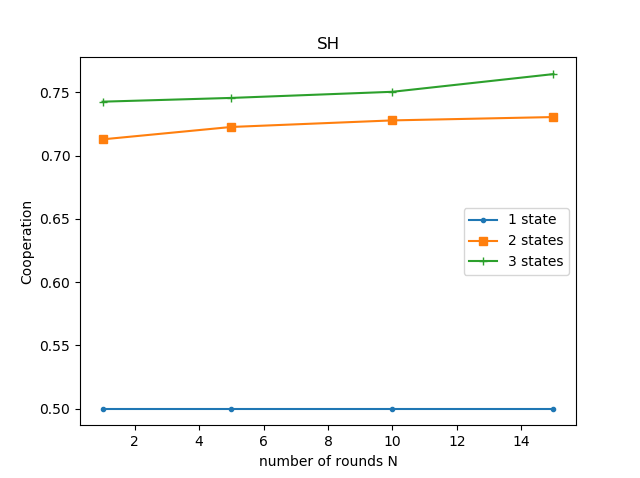 SH
Cooperation
0.75
0.70
0.65
0.60
0.55
0.50
1 state
2 states
3 states
2 4 6 8 10 12 14
number of rounds N